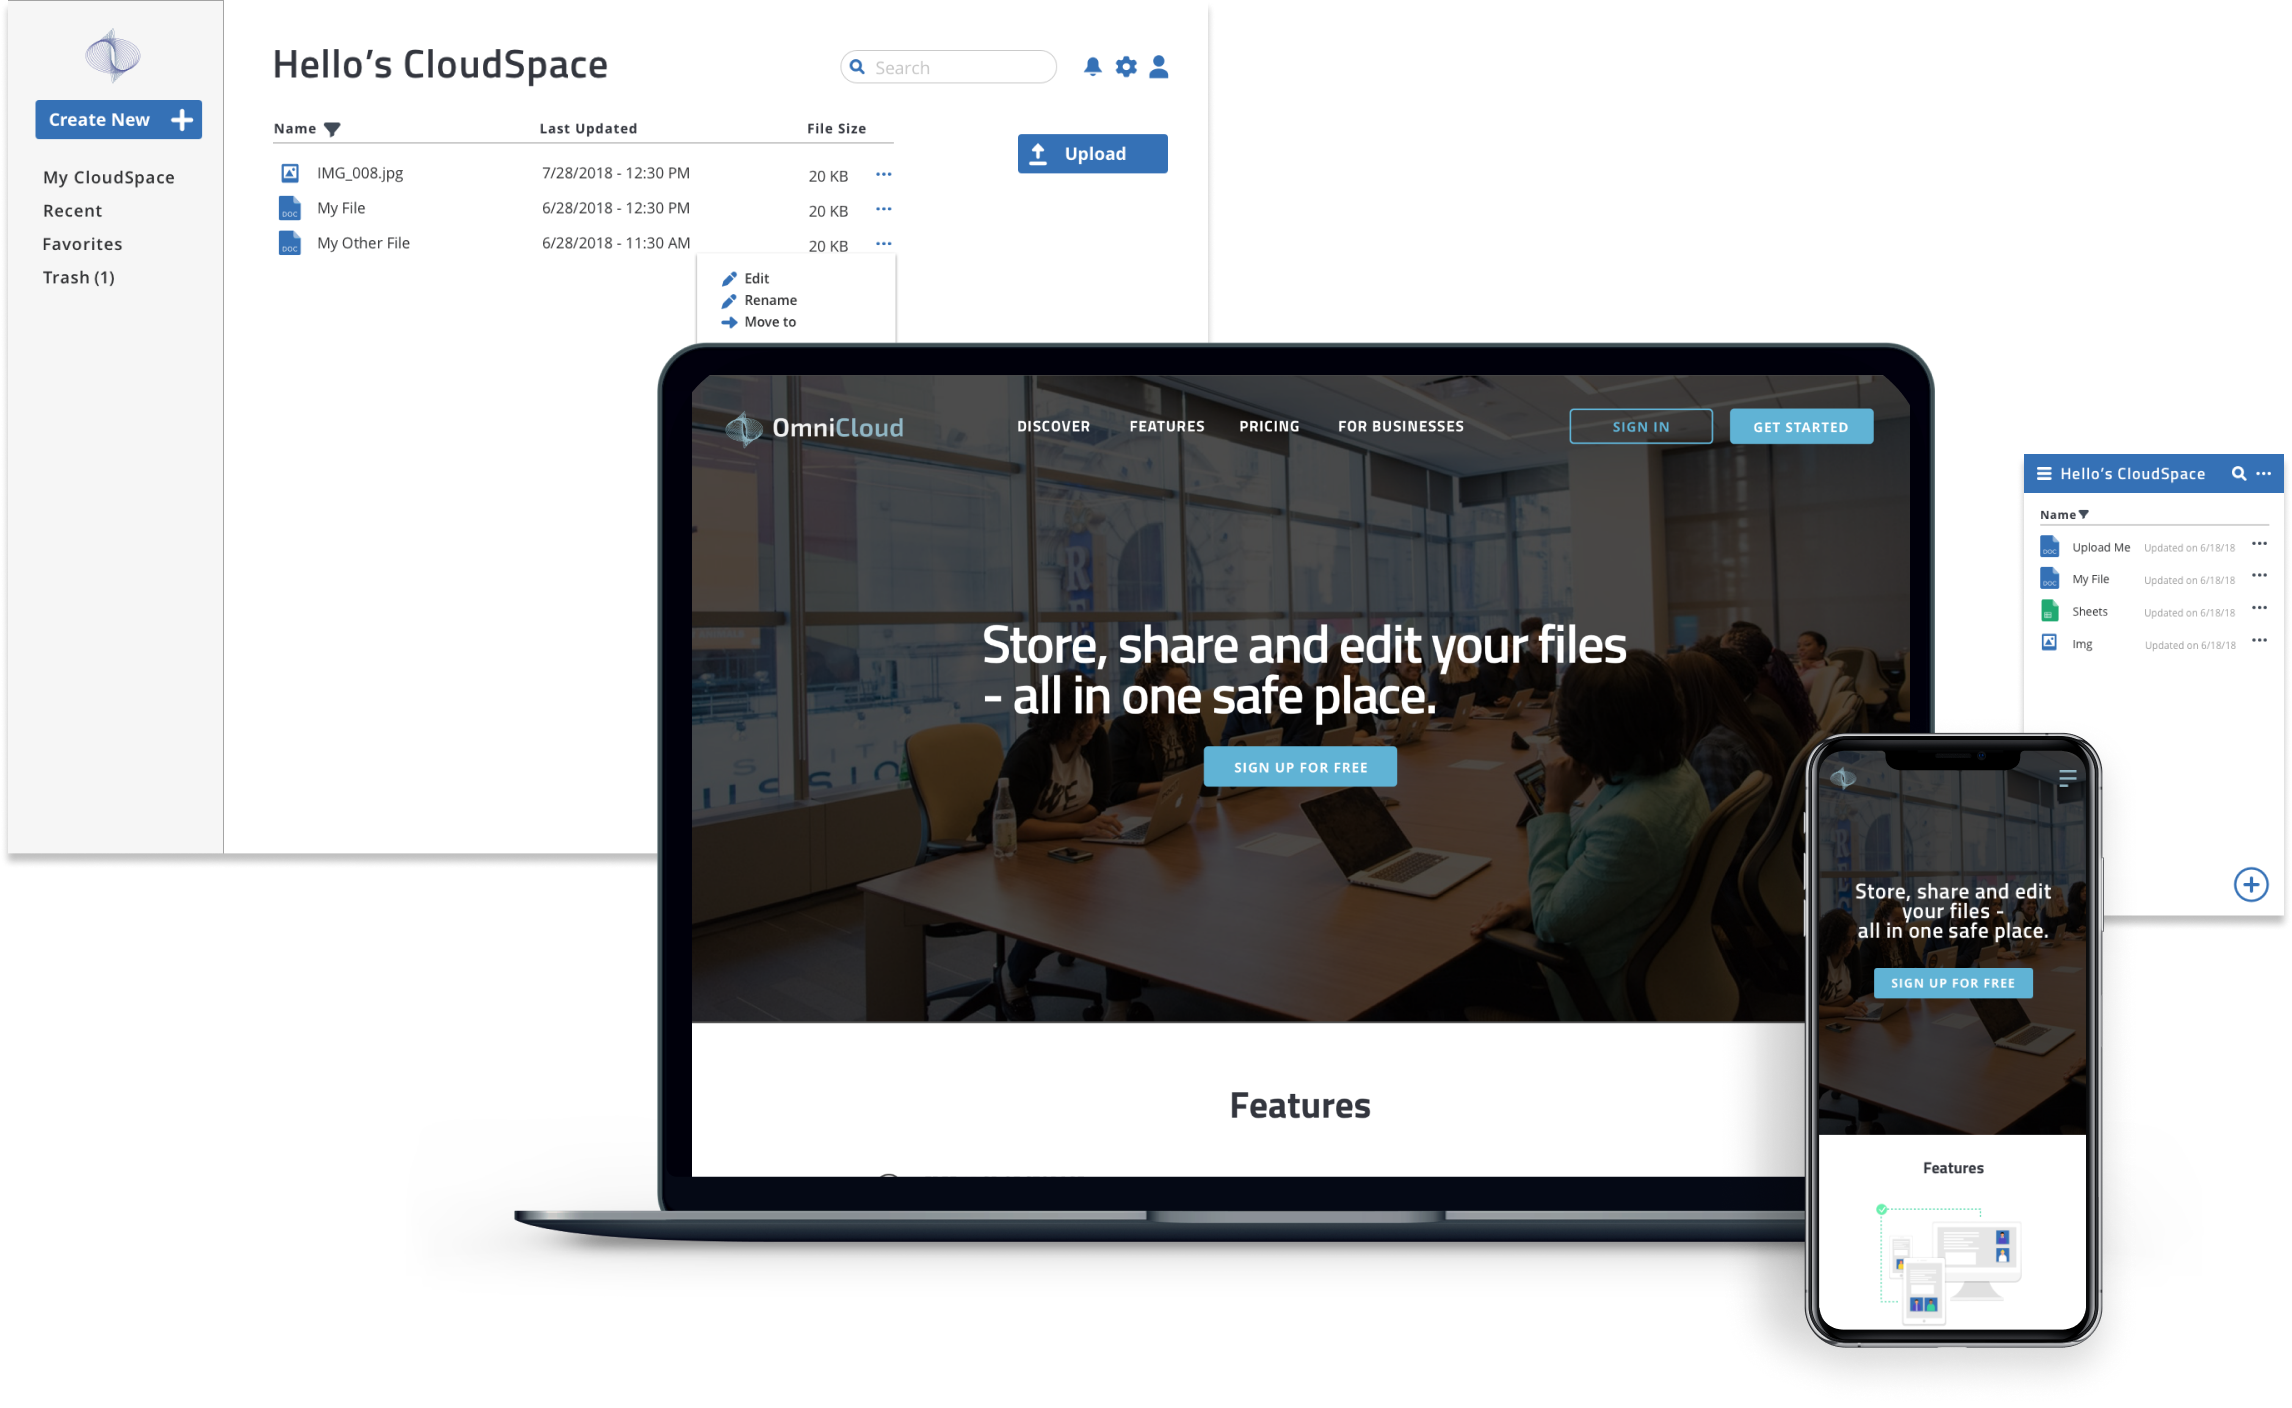 Hello's CloudSpace
Search
Create New
My CloudSpace
Recent
Favorites
Trash (1)
Name
Last Updated
File Size
Upload
IMG_008.jpg 7/28/2018 - 12:30 PM 20 KB
DOC My File 6/28/2018 - 12:30 PM 20 KB
DOC My Other File 6/28/2018 - 11:30 AM 20 KB
Edit
Rename
Move to
OmniCloud
DISCOVER
FEATURES
PRICING
FOR BUSINESSES
SIGN IN
GET STARTED
Store, share and edit your files
- all in one safe place.
SIGN UP FOR FREE
Features
Hello's CloudSpace
Name
DOC Upload Me Updated on 6/18/18
DOC My File Updated on 6/18/18
Sheets Updated on 6/18/18
Img Updated on 6/18/18
Store, share and edit
your files -
all in one safe place.
SIGN UP FOR FREE
Features